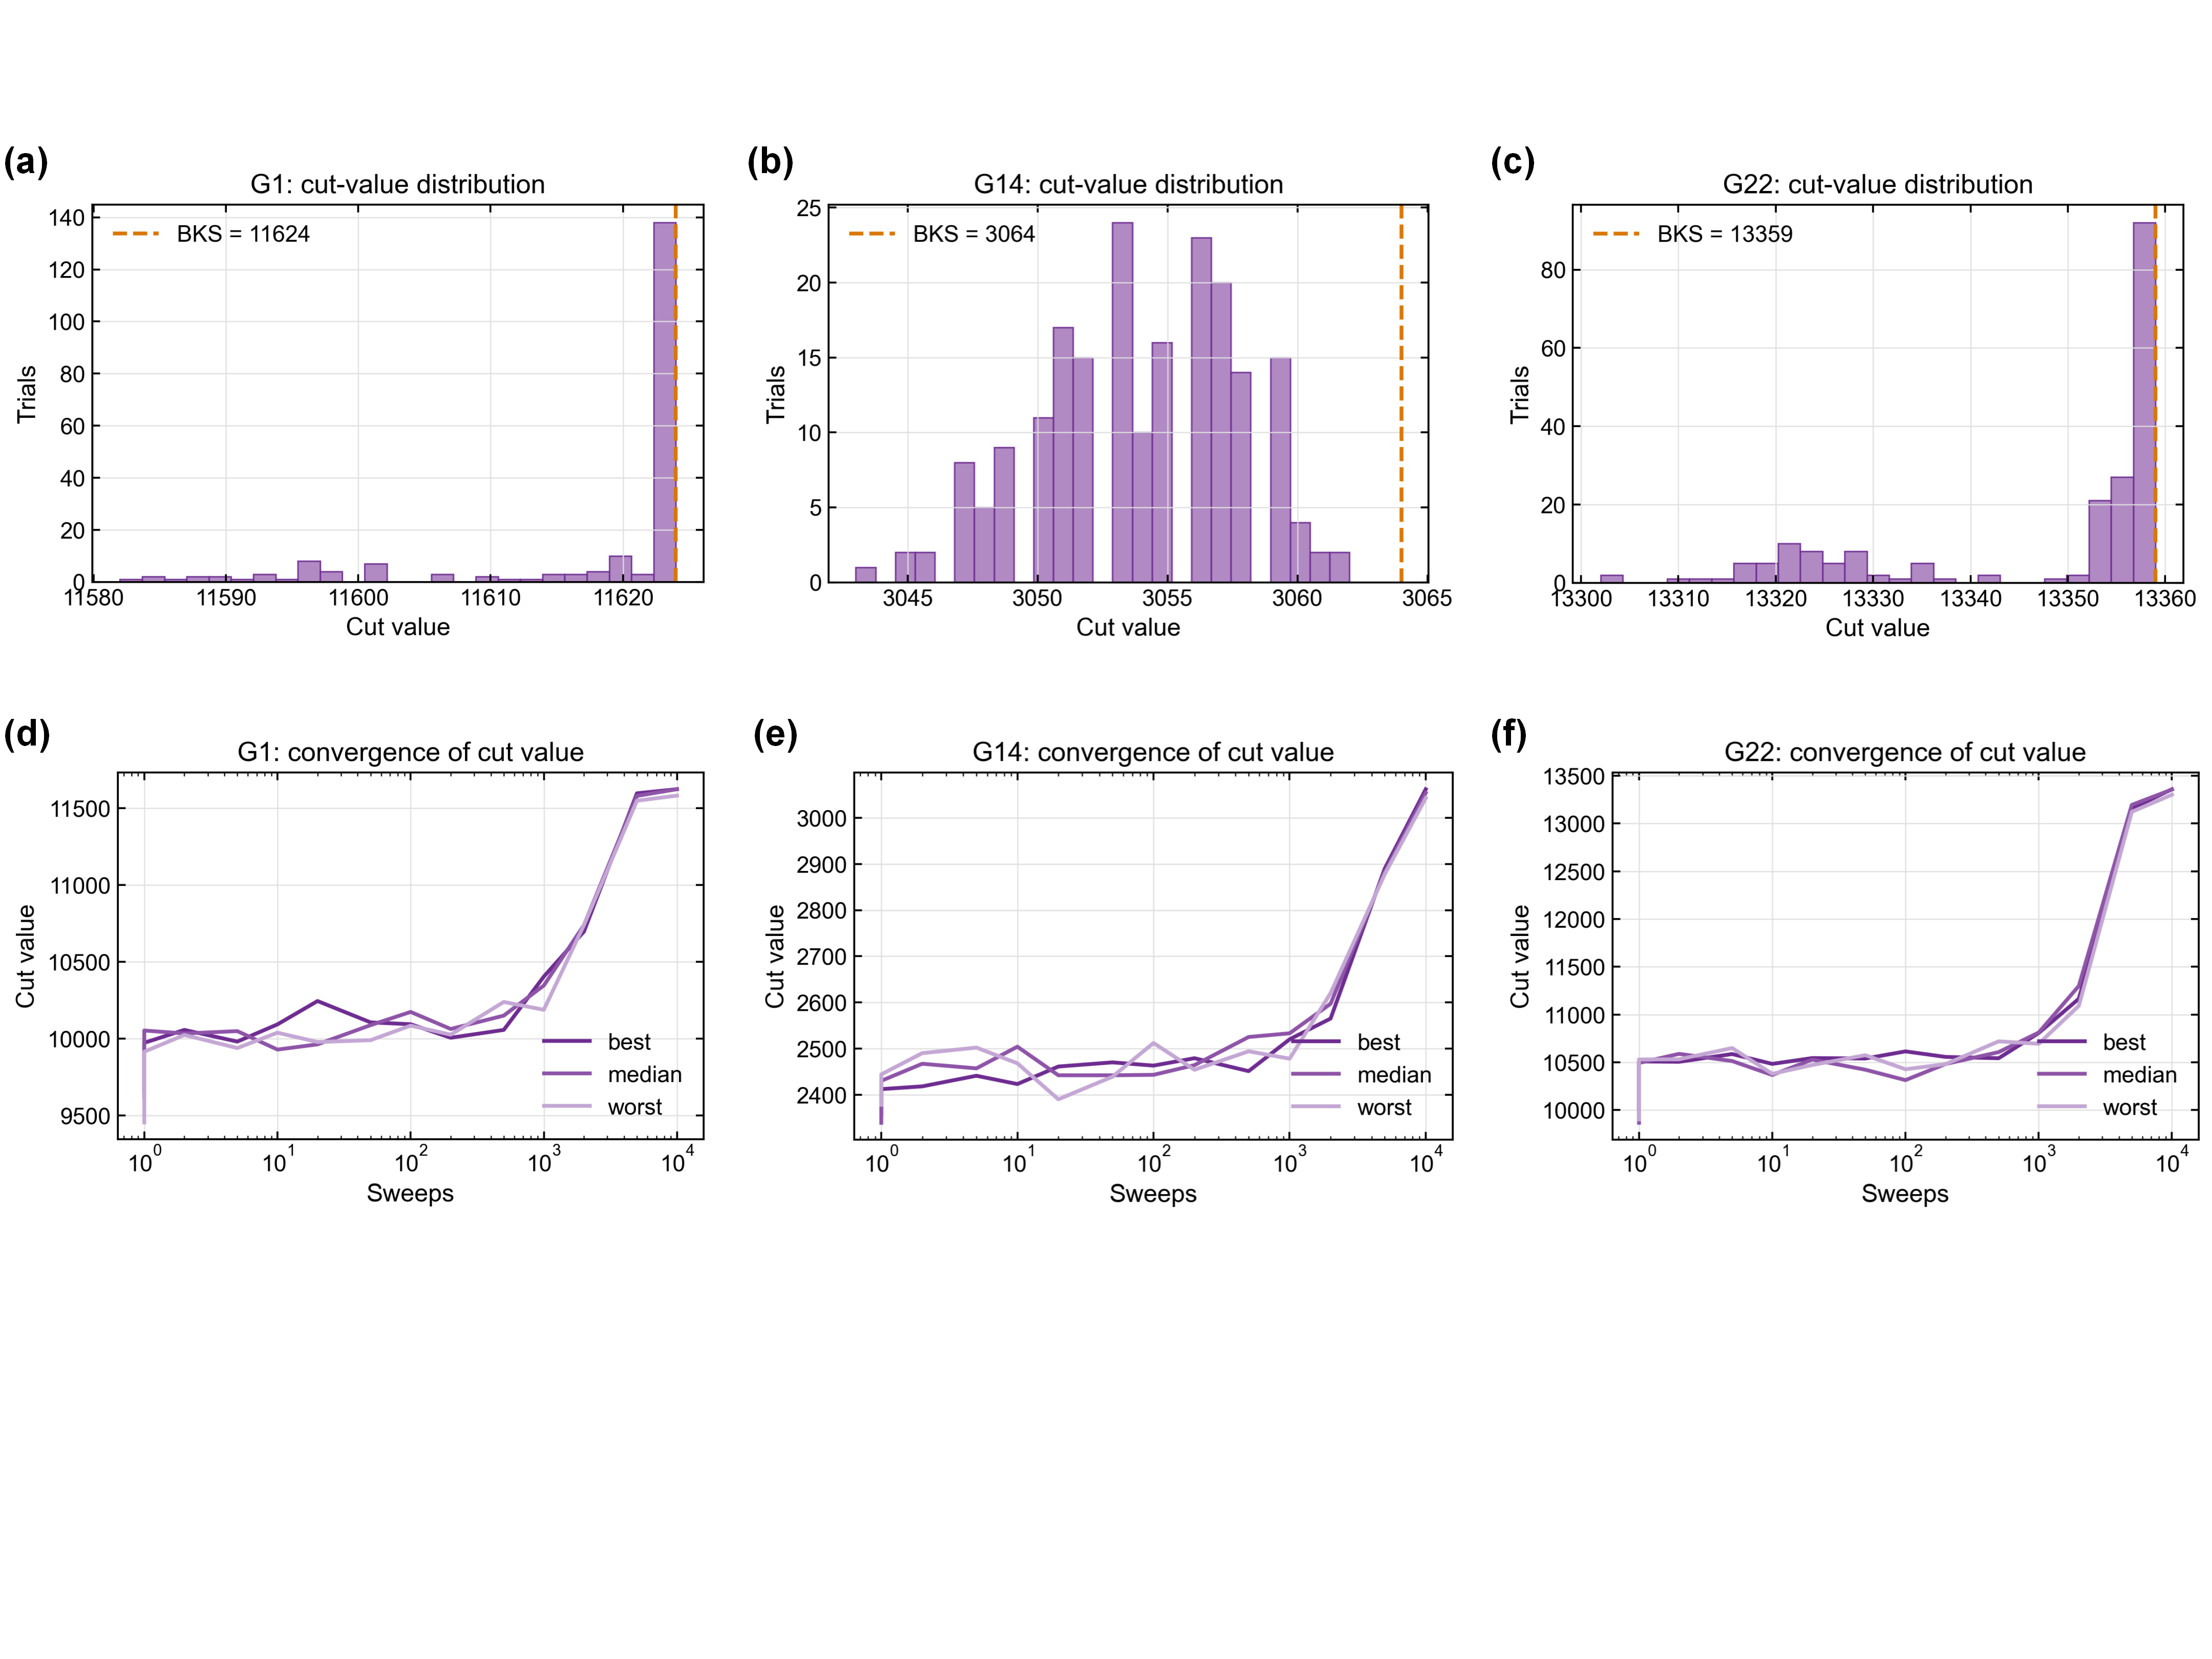 (a)
G1: cut-value distribution
BKS = 11624
Trials
140
120
100
80
60
40
20
0
11580 11590 11600 11610 11620
Cut value
(b)
G14: cut-value distribution
BKS = 3064
Trials
25
20
15
10
5
0
3045 3050 3055 3060 3065
Cut value
(c)
G22: cut-value distribution
BKS = 13359
Trials
80
60
40
20
0
13300 13310 13320 13330 13340 13350 13360
Cut value
(d)
G1: convergence of cut value
Cut value
11500
11000
10500
10000
9500
best
median
worst
10^0 10^1 10^2 10^3 10^4
Sweeps
(e)
G14: convergence of cut value
Cut value
3000
2900
2800
2700
2600
2500
2400
best
median
worst
10^0 10^1 10^2 10^3 10^4
Sweeps
(f)
G22: convergence of cut value
Cut value
13500
13000
12500
12000
11500
11000
10500
10000
best
median
worst
10^0 10^1 10^2 10^3 10^4
Sweeps